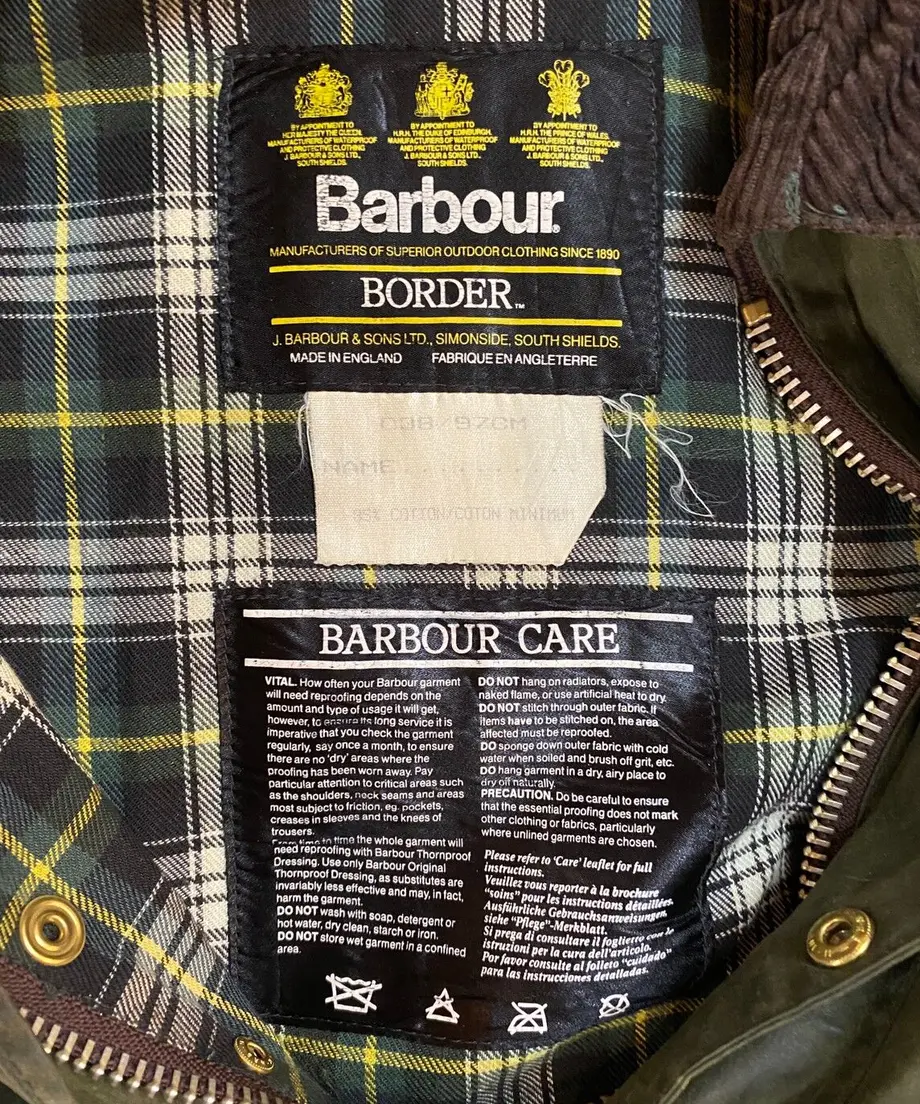 BY APPOINTMENT TO
HER MAJESTY THE QUEEN.
MANUFACTURERS OF WATERPROOF
AND PROTECTIVE CLOTHING
J. BARBOUR & SONS LTD.,
SOUTH SHIELDS.
BY APPOINTMENT TO
H.R.H. THE DUKE OF EDINBURGH.
MANUFACTURERS OF WATERPROOF
AND PROTECTIVE CLOTHING
J. BARBOUR & SONS LTD.,
SOUTH SHIELDS.
BY APPOINTMENT TO
H.R.H. THE PRINCE OF WALES.
MANUFACTURERS OF WATERPROOF
AND PROTECTIVE CLOTHING
J. BARBOUR & SONS LTD.,
SOUTH SHIELDS.
Barbour.
MANUFACTURERS OF SUPERIOR OUTDOOR CLOTHING SINCE 1890
BORDER™
J. BARBOUR & SONS LTD., SIMONSIDE, SOUTH SHIELDS.
MADE IN ENGLAND FABRIQUE EN ANGLETERRE
C38/97CM
NAME . . . . . . . .
95% COTTON/COTON MINIMUM
BARBOUR CARE
VITAL. How often your Barbour garment
will need reproofing depends on the
amount and type of usage it will get,
however, to ensure its long service it is
imperative that you check the garment
regularly, say once a month, to ensure
there are no 'dry' areas where the
proofing has been worn away. Pay
particular attention to critical areas such
as the shoulders, neck seams and areas
most subject to friction, eg. pockets,
creases in sleeves and the knees of
trousers.
From time to time the whole garment will
need reproofing with Barbour Thornproof
Dressing. Use only Barbour Original
Thornproof Dressing, as substitutes are
invariably less effective and may, in fact,
harm the garment.
DO NOT wash with soap, detergent or
hot water, dry clean, starch or iron.
DO NOT store wet garment in a confined
area.
DO NOT hang on radiators, expose to
naked flame, or use artificial heat to dry.
DO NOT stitch through outer fabric. If
items have to be stitched on, the area
affected must be reproofed.
DO sponge down outer fabric with cold
water when soiled and brush off grit, etc.
DO hang garment in a dry, airy place to
dry off naturally.
PRECAUTION. Do be careful to ensure
that the essential proofing does not mark
other clothing or fabrics, particularly
where unlined garments are chosen.
Please refer to 'Care' leaflet for full
instructions.
Veuillez vous reporter à la brochure
"soins" pour les instructions détaillées.
Ausführliche Gebrauchsanweisungen,
siehe "Pflege"-Merkblatt.
Si prega di consultare il foglietto con le
istruzioni per la cura dell'articolo.
Por favor consulte al folleto "cuidado"
para las instrucciones detalladas.